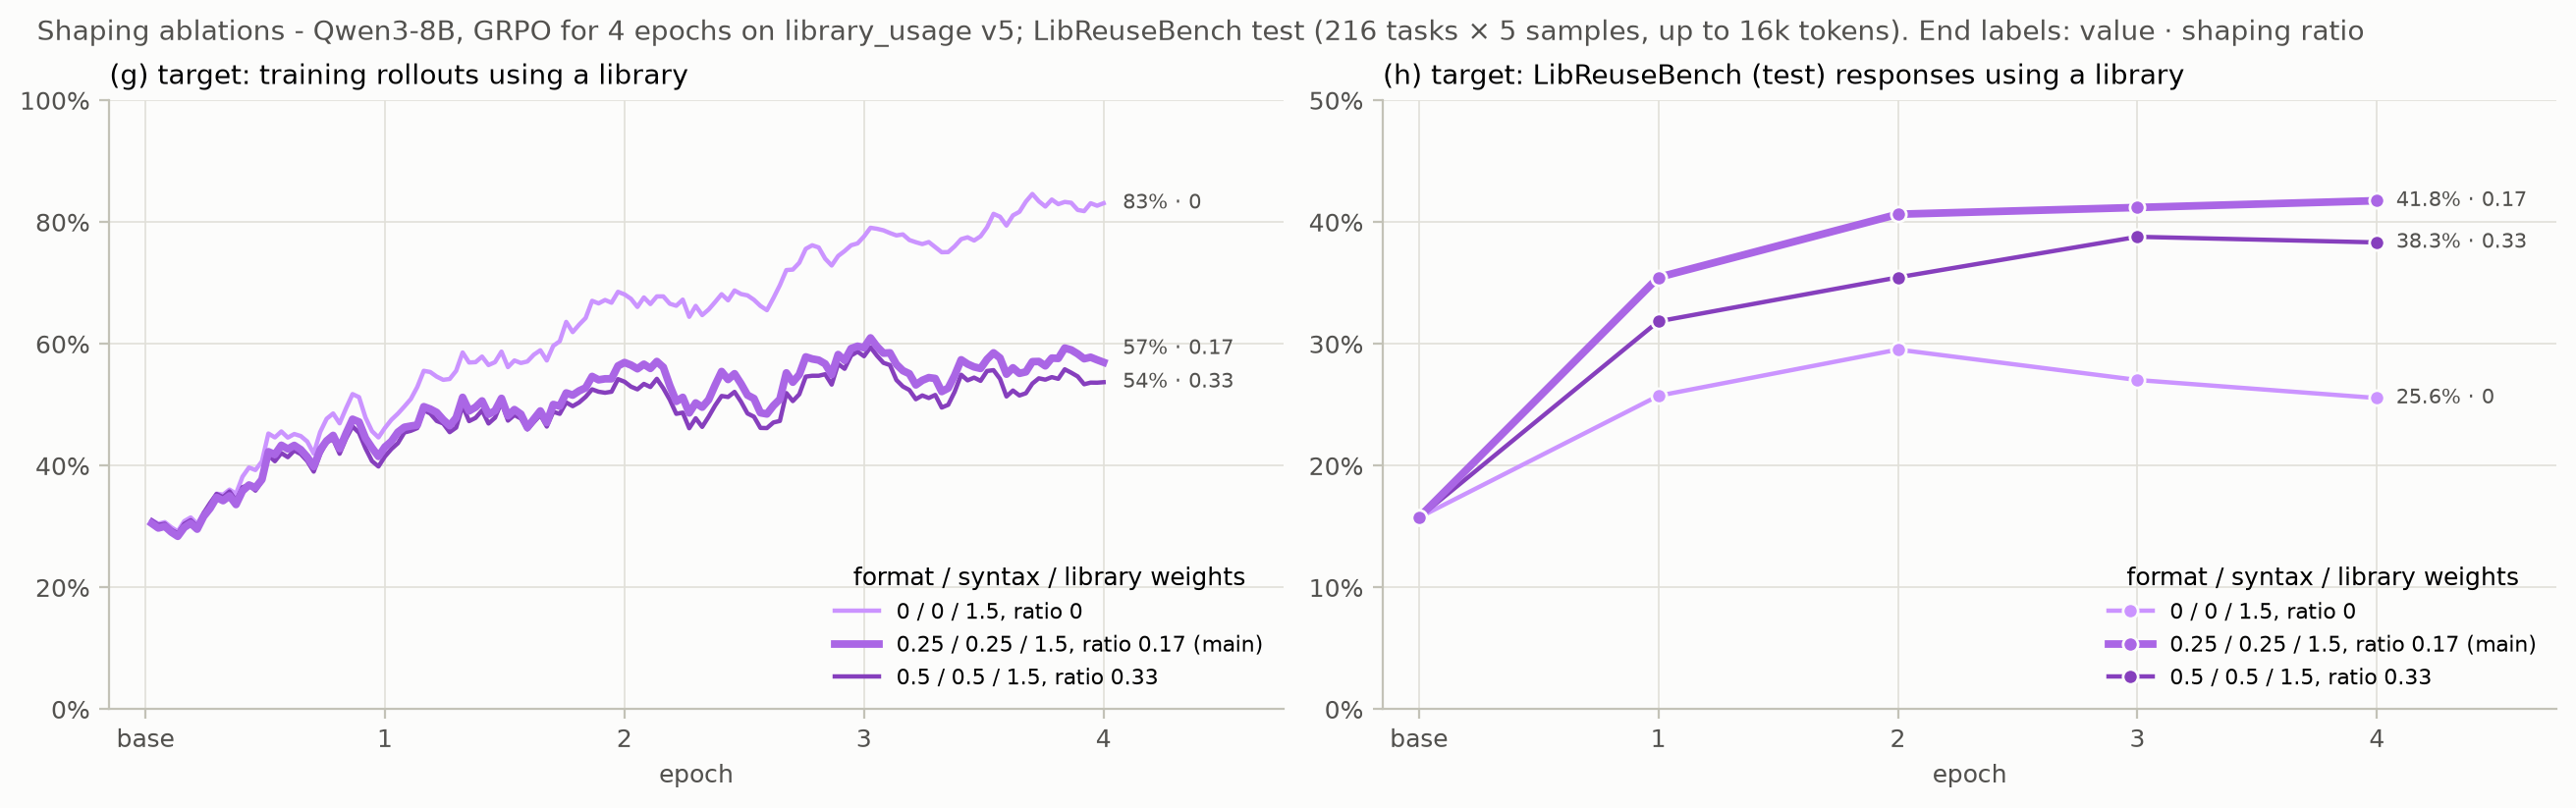 Shaping ablations - Qwen3-8B, GRPO for 4 epochs on library_usage v5; LibReuseBench test (216 tasks × 5 samples, up to 16k tokens). End labels: value · shaping ratio
(g) target: training rollouts using a library
100%
80%
60%
40%
20%
0%
83% · 0
57% · 0.17
54% · 0.33
format / syntax / library weights
0 / 0 / 1.5, ratio 0
0.25 / 0.25 / 1.5, ratio 0.17 (main)
0.5 / 0.5 / 1.5, ratio 0.33
base 1 2 3 4
epoch
(h) target: LibReuseBench (test) responses using a library
50%
40%
30%
20%
10%
0%
41.8% · 0.17
38.3% · 0.33
25.6% · 0
format / syntax / library weights
0 / 0 / 1.5, ratio 0
0.25 / 0.25 / 1.5, ratio 0.17 (main)
0.5 / 0.5 / 1.5, ratio 0.33
base 1 2 3 4
epoch